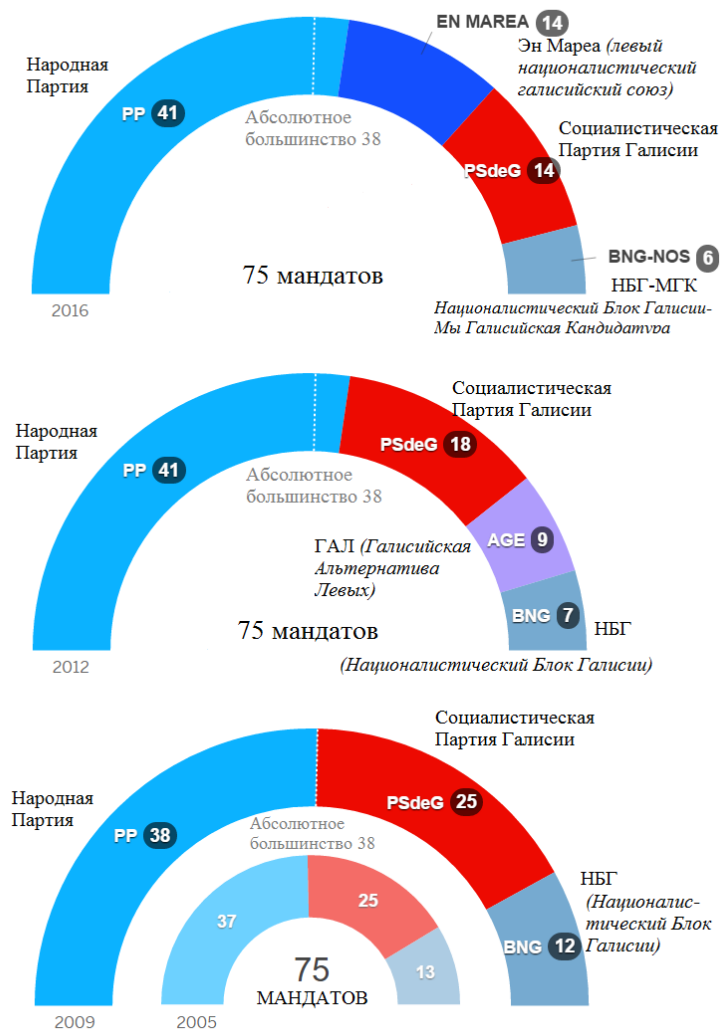 EN MAREA 14
Эн Мареа (левый
националистический
галисийский союз)
Народная
Партия
PP 41
Абсолютное
большинство 38
Социалистическая
Партия Галисии
PSdeG 14
BNG-NOS 6
75 мандатов
НБГ-МГК
Националистический Блок Галисии-
Мы Галисийская Кандидатура
2016
Социалистическая
Партия Галисии
Народная
Партия
PP 41
PSdeG 18
Абсолютное
большинство 38
ГАЛ (Галисийская
Альтернатива
Левых)
AGE 9
BNG 7
НБГ
75 мандатов
(Националистический Блок Галисии)
2012
Социалистическая
Партия Галисии
Народная
Партия
PP 38
PSdeG 25
Абсолютное
большинство 38
НБГ
(Националис-
тический Блок
Галисии)
BNG 12
37
25
13
75
МАНДАТОВ
2009
2005